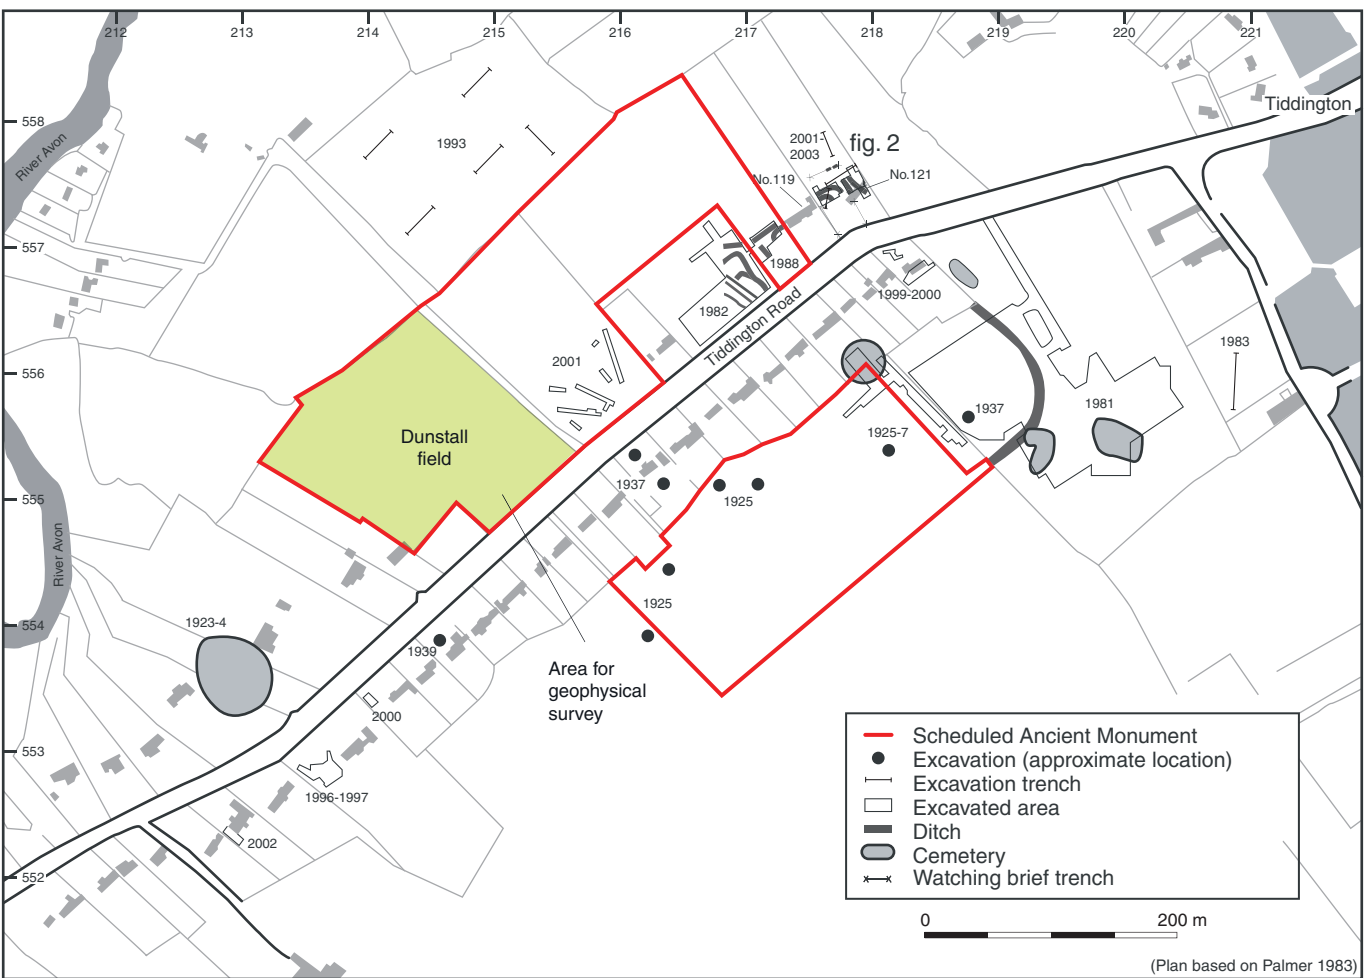 212 213 214 215 216 217 218 219 220 221
558
557
556
555
554
553
552
Tiddington
River Avon
1993
2001-
2003
fig. 2
No.119
No.121
1988
1982
1999-2000
Tiddington Road
2001
1983
1981
1937
1925-7
Dunstall
field
1937
1925
River Avon
1925
1923-4
1939
Area for
geophysical
survey
2000
1996-1997
2002
Scheduled Ancient Monument
Excavation (approximate location)
Excavation trench
Excavated area
Ditch
Cemetery
Watching brief trench
0 200 m
(Plan based on Palmer 1983)